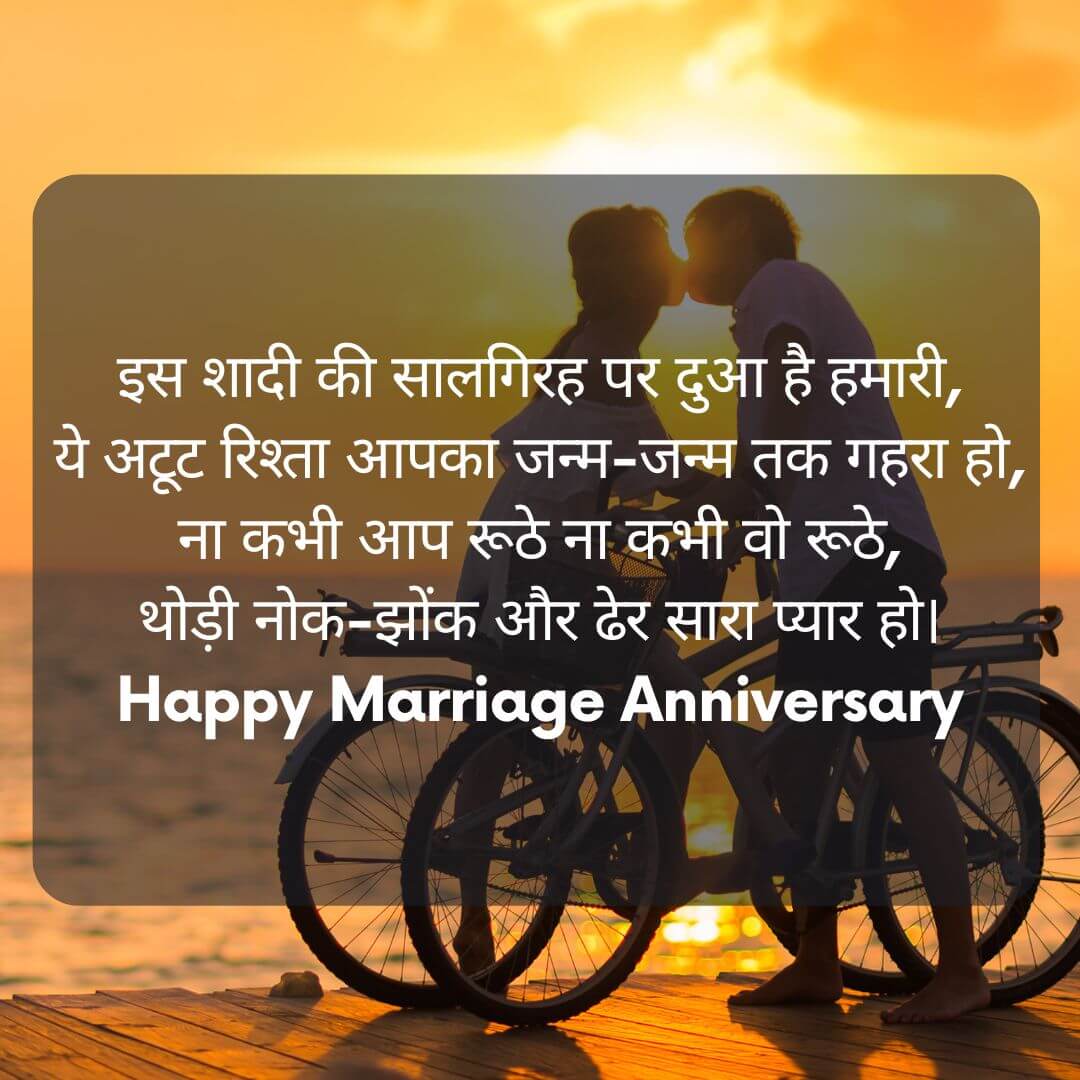 इस शादी की सालगिरह पर दुआ है हमारी,
ये अटूट रिश्ता आपका जन्म-जन्म तक गहरा हो,
ना कभी आप रूठे ना कभी वो रूठे,
थोड़ी नोक-झोंक और ढेर सारा प्यार हो।
Happy Marriage Anniversary